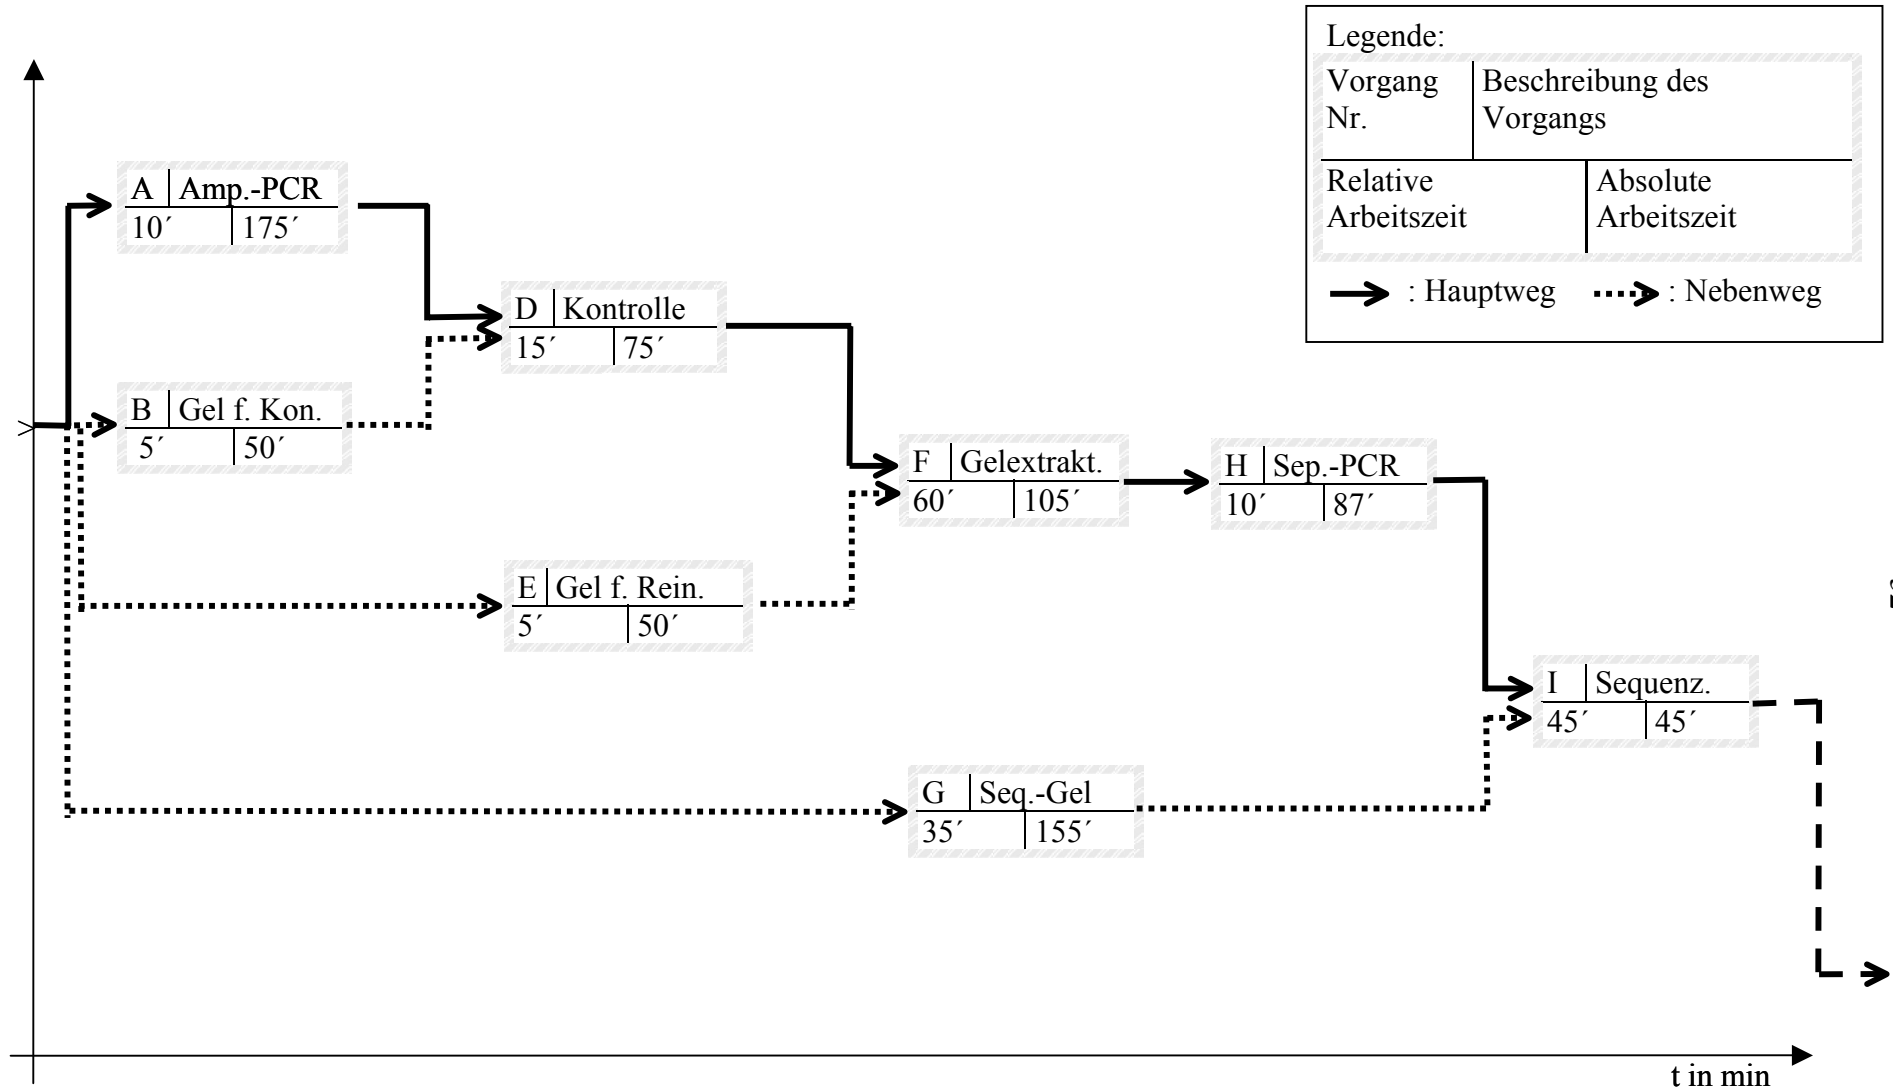 Legende:
Vorgang Nr. | Beschreibung des Vorgangs
Relative Arbeitszeit | Absolute Arbeitszeit
: Hauptweg : Nebenweg
A Amp.-PCR
10´ 175´
D Kontrolle
15´ 75´
B Gel f. Kon.
5´ 50´
F Gelextrakt.
60´ 105´
H Sep.-PCR
10´ 87´
E Gel f. Rein.
5´ 50´
I Sequenz.
45´ 45´
G Seq.-Gel
35´ 155´
t in min